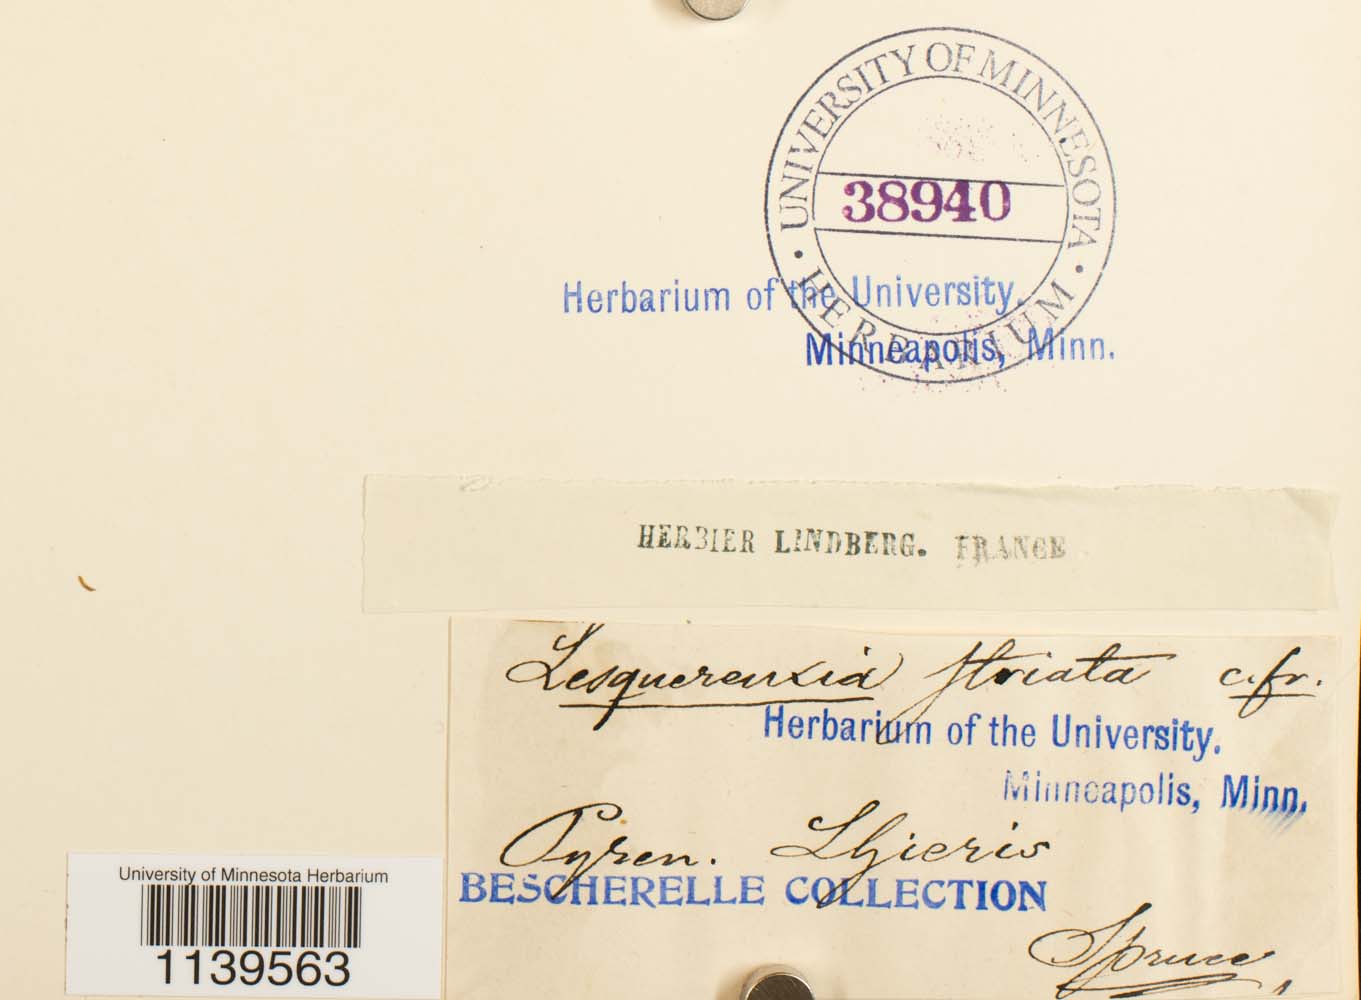 UNIVERSITY OF MINNESOTA
38940
· HERBARIUM ·
Herbarium of the University,
Minneapolis, Minn.
HERBIER LINDBERG. FRANCE
Lesquereuxia striata c. fr.
Herbarium of the University.
Minneapolis, Minn.
Pyren. Lhieris
BESCHERELLE COLLECTION
Spruce
University of Minnesota Herbarium
1139563